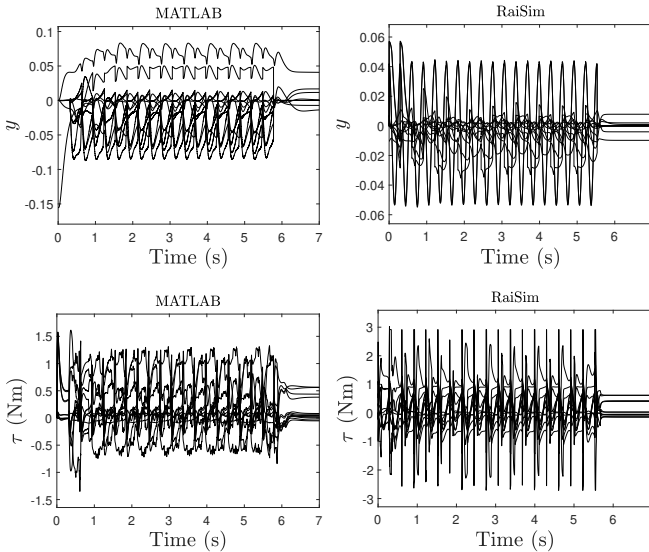 MATLAB
RaiSim
0.1
0.05
0
-0.05
-0.1
-0.15
y
0 1 2 3 4 5 6 7
Time (s)
0.06
0.04
0.02
0
-0.02
-0.04
-0.06
y
0 1 2 3 4 5 6
Time (s)
MATLAB
RaiSim
1.5
1
0.5
0
-0.5
-1
-1.5
τ (Nm)
0 1 2 3 4 5 6 7
Time (s)
3
2
1
0
-1
-2
-3
τ (Nm)
0 1 2 3 4 5 6
Time (s)